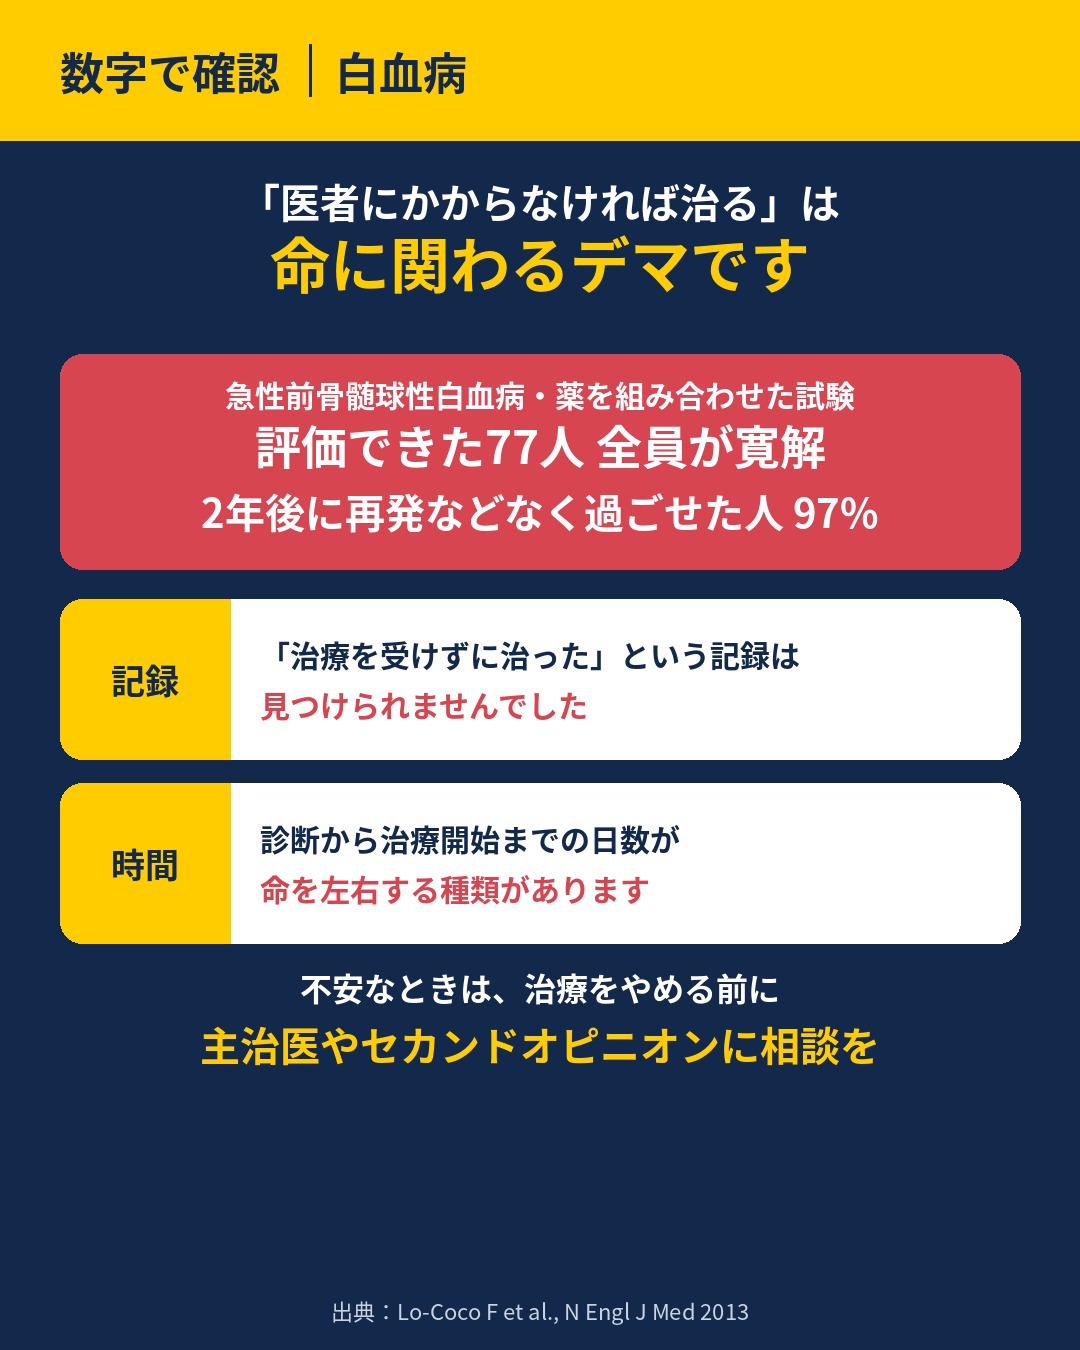 数字で確認｜白血病
「医者にかからなければ治る」は
命に関わるデマです
急性前骨髄球性白血病・薬を組み合わせた試験
評価できた77人 全員が寛解
2年後に再発などなく過ごせた人 97%
記録
「治療を受けずに治った」という記録は
見つけられませんでした
時間
診断から治療開始までの日数が
命を左右する種類があります
不安なときは、治療をやめる前に
主治医やセカンドオピニオンに相談を
出典：Lo-Coco F et al., N Engl J Med 2013